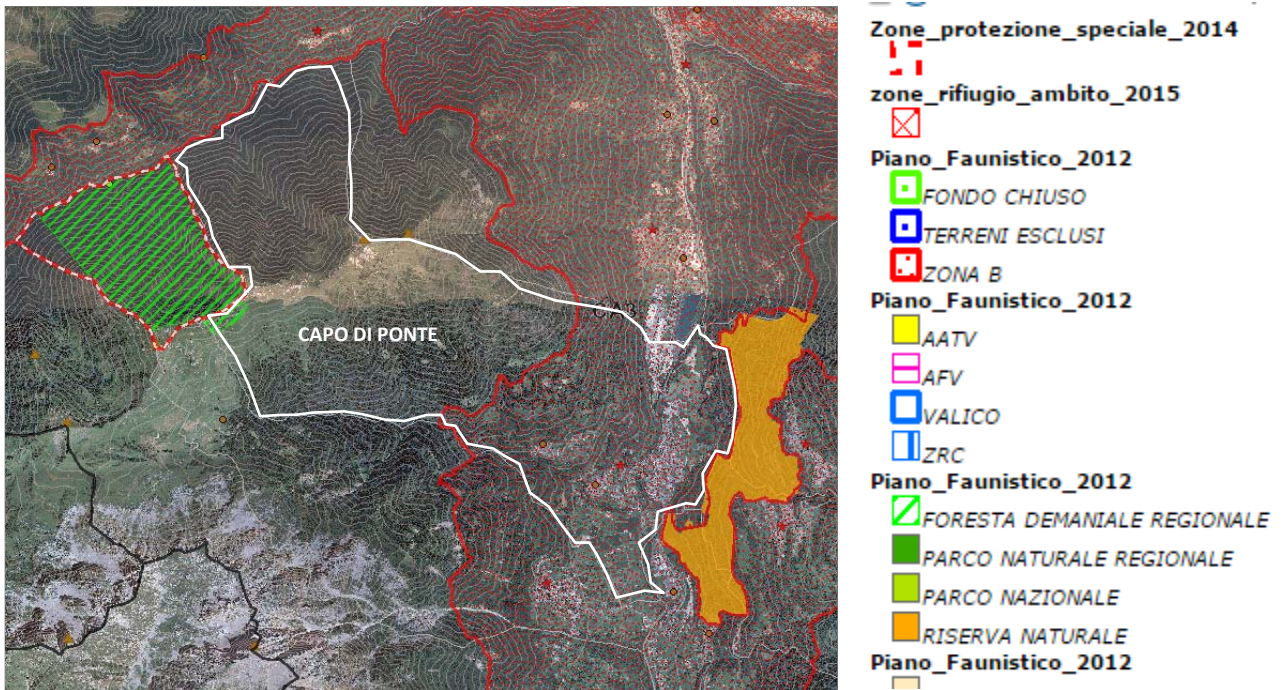 CAPO DI PONTE
Zone_protezione_speciale_2014
zone_rifiugio_ambito_2015
Piano_Faunistico_2012
FONDO CHIUSO
TERRENI ESCLUSI
ZONA B
Piano_Faunistico_2012
AATV
AFV
VALICO
ZRC
Piano_Faunistico_2012
FORESTA DEMANIALE REGIONALE
PARCO NATURALE REGIONALE
PARCO NAZIONALE
RISERVA NATURALE
Piano_Faunistico_2012